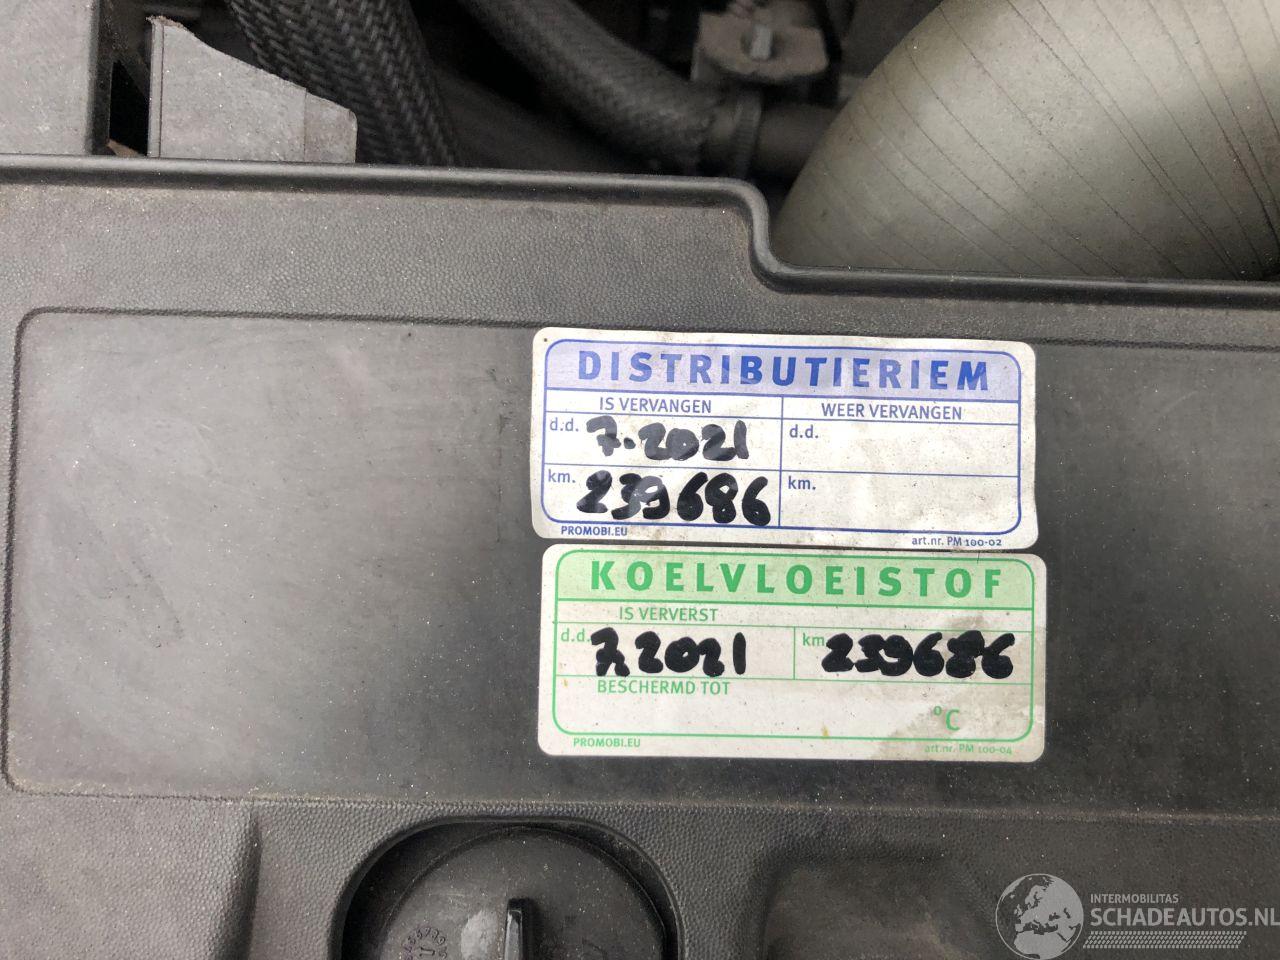 DISTRIBUTIERIEM
IS VERVANGEN WEER VERVANGEN
d.d. 7-2021 d.d.
km. 239686 km.
PROMOBI.EU art.nr. PM 100-02
KOELVLOEISTOF
IS VERVERST
d.d. 7.2021 km 239686
BESCHERMD TOT
°C
PROMOBI.EU art.nr. PM 100-04
INTERMOBILITAS
SCHADEAUTOS.NL